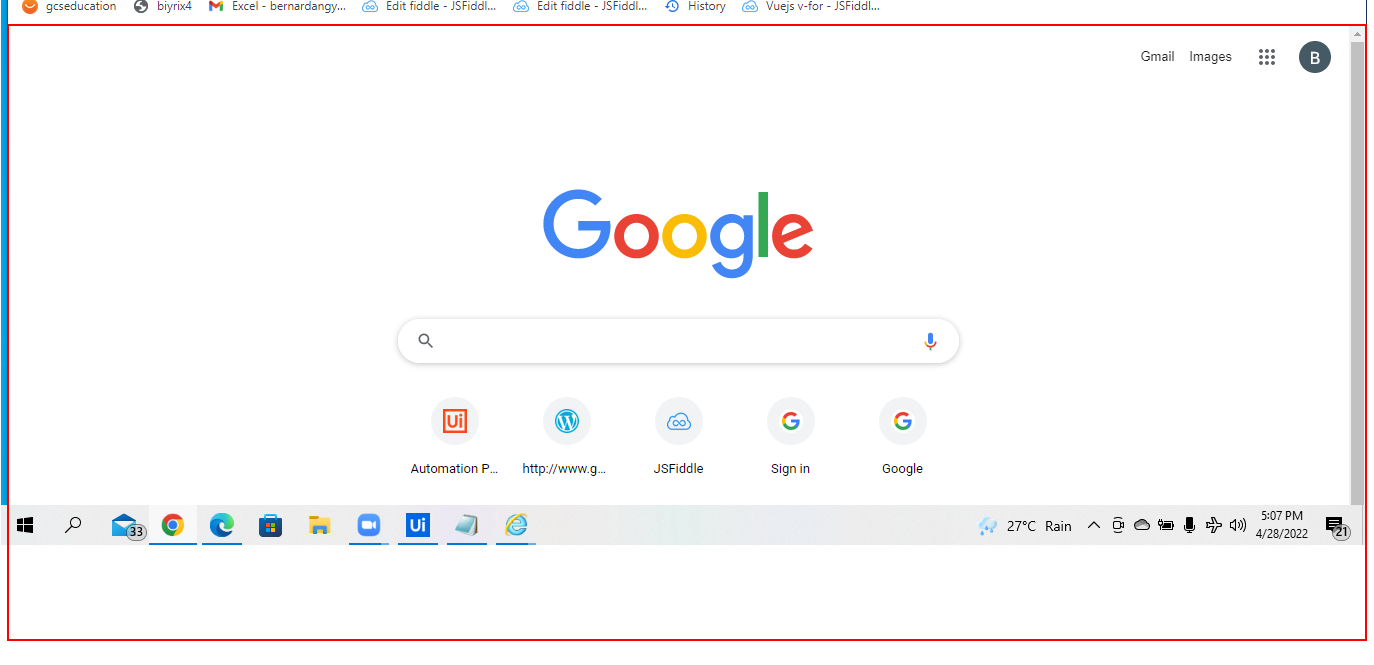 gcseducation biyrix4 Excel - bernardangy... Edit fiddle - JSFiddl... Edit fiddle - JSFiddl... History Vuejs v-for - JSFiddl...
Gmail Images B
Google
Ui
Automation P... http://www.g... JSFiddle Sign in Google
33 Ui 27°C Rain 5:07 PM
4/28/2022 21